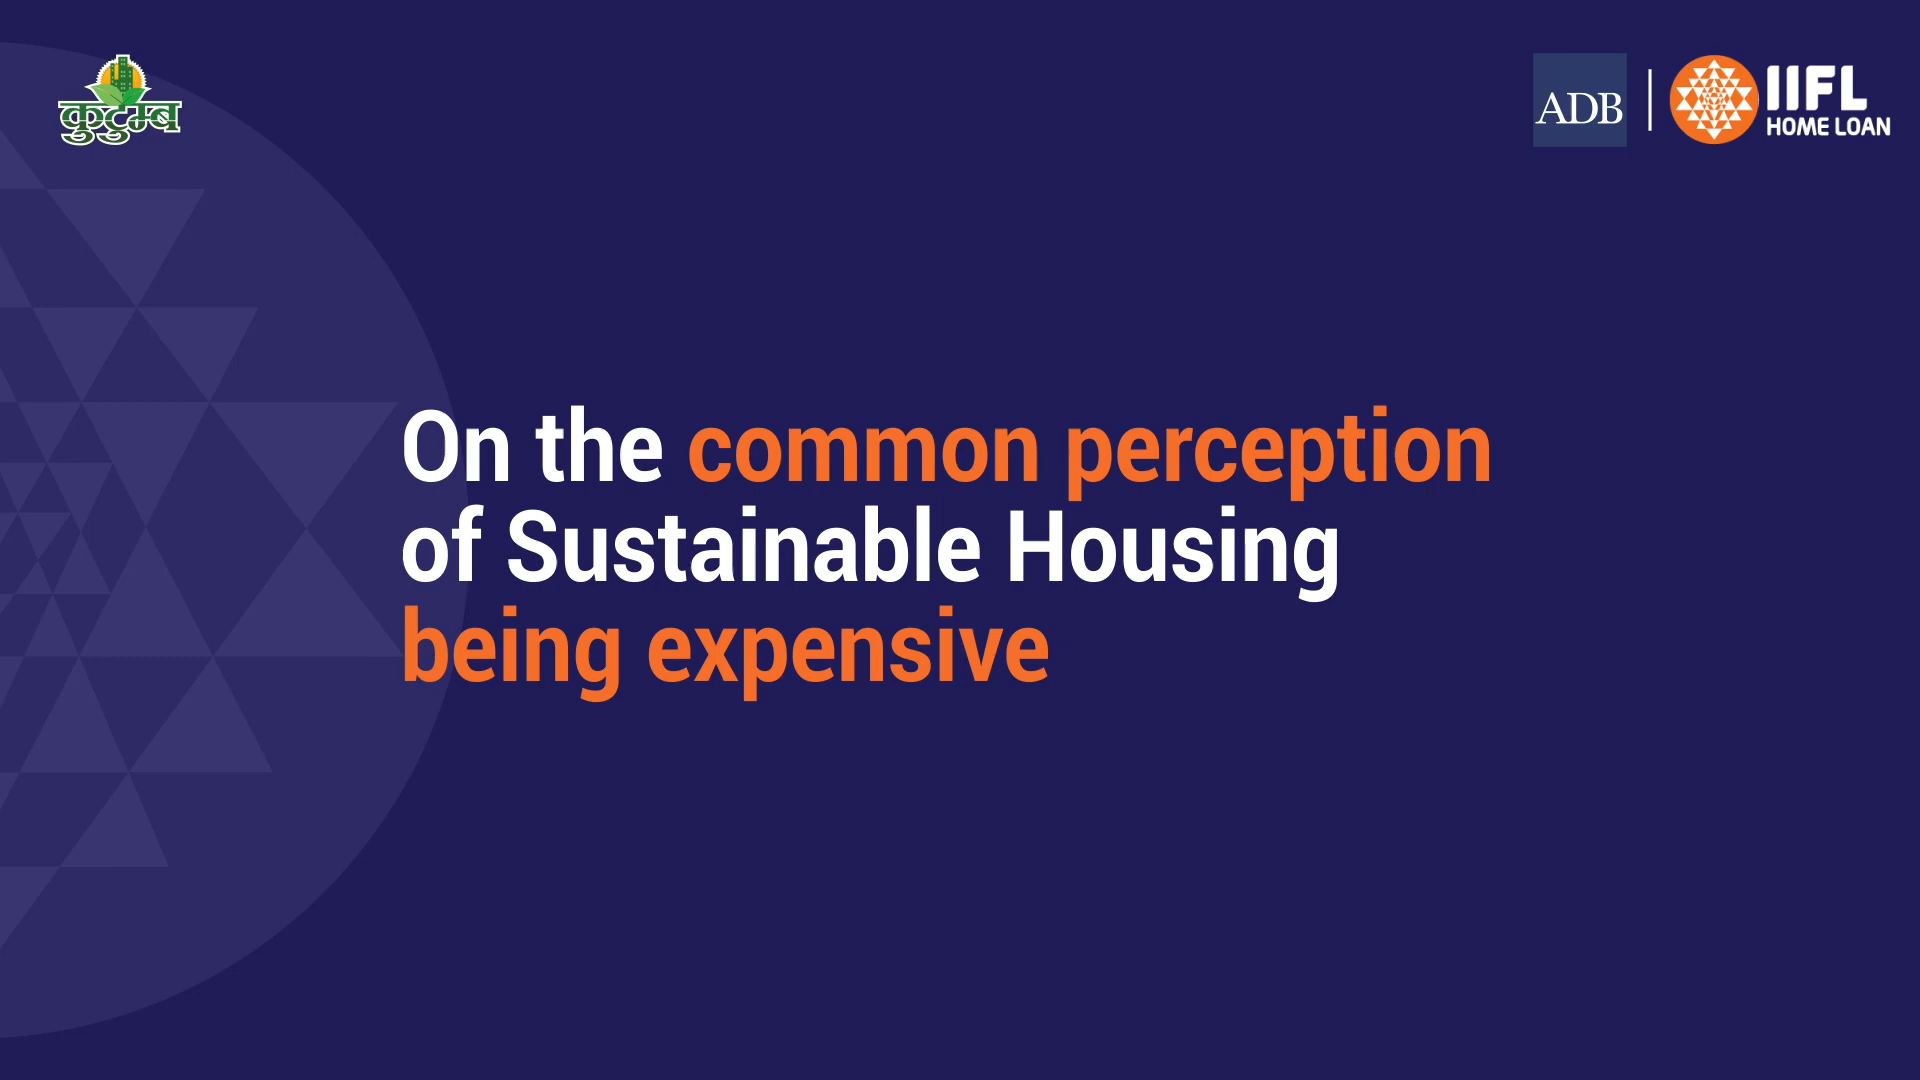 कुटुम्ब
ADB
IIFL
HOME LOAN
On the common perception
of Sustainable Housing
being expensive